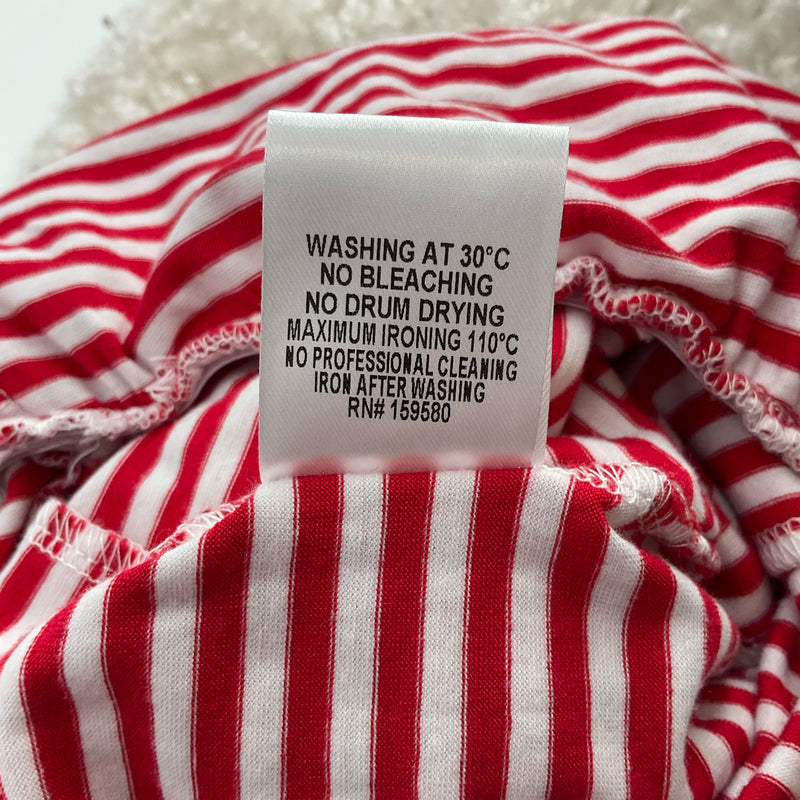 WASHING AT 30°C
NO BLEACHING
NO DRUM DRYING
MAXIMUM IRONING 110°C
NO PROFESSIONAL CLEANING
IRON AFTER WASHING
RN# 159580